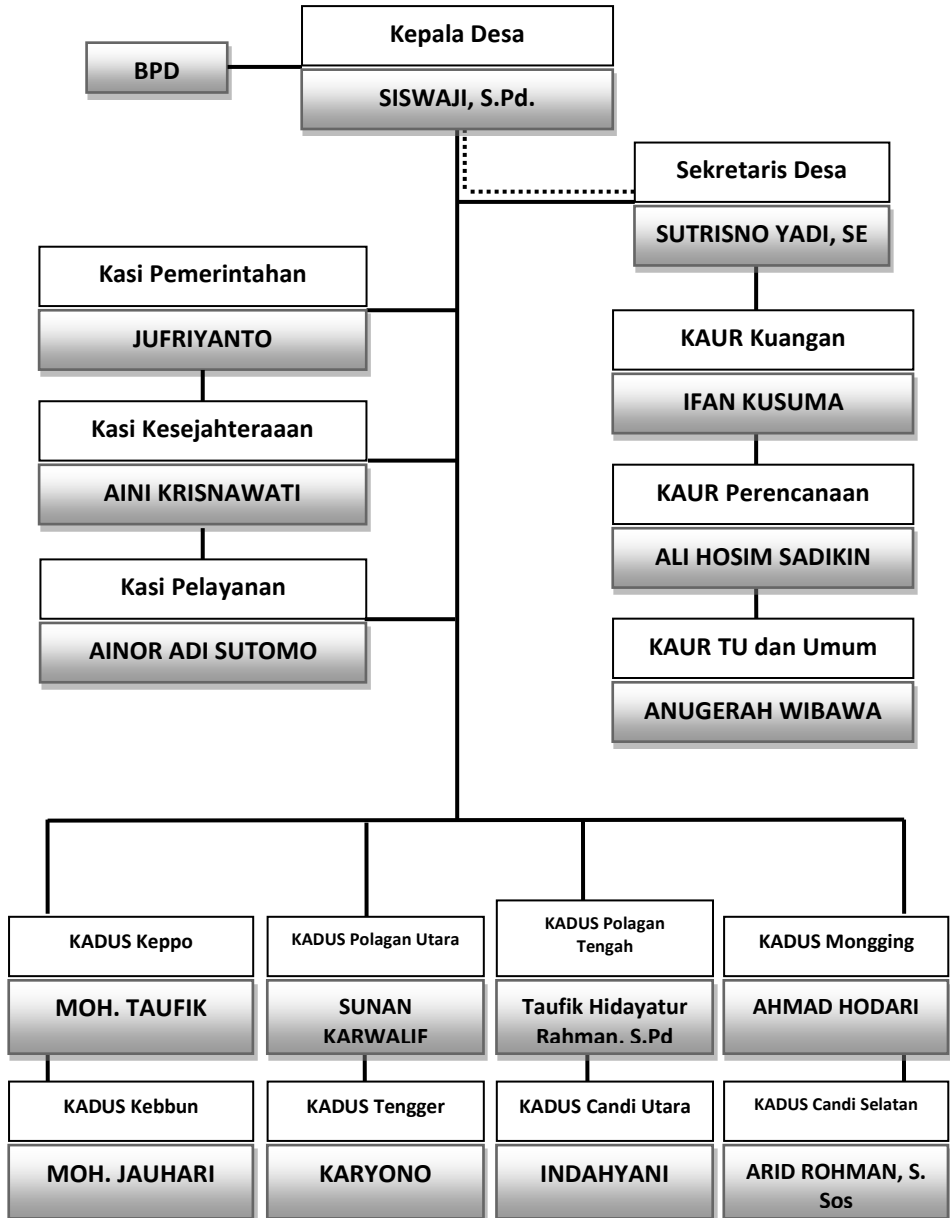 Kepala Desa
BPD
SISWAJI, S.Pd.
Sekretaris Desa
SUTRISNO YADI, SE
Kasi Pemerintahan
JUFRIYANTO
KAUR Kuangan
IFAN KUSUMA
Kasi Kesejahteraaan
AINI KRISNAWATI
KAUR Perencanaan
ALI HOSIM SADIKIN
Kasi Pelayanan
AINOR ADI SUTOMO
KAUR TU dan Umum
ANUGERAH WIBAWA
KADUS Keppo
MOH. TAUFIK
KADUS Polagan Utara
SUNAN
KARWALIF
KADUS Polagan
Tengah
Taufik Hidayatur
Rahman, S.Pd
KADUS Mongging
AHMAD HODARI
KADUS Kebbun
MOH. JAUHARI
KADUS Tengger
KARYONO
KADUS Candi Utara
INDAHYANI
KADUS Candi Selatan
ARID ROHMAN, S.
Sos